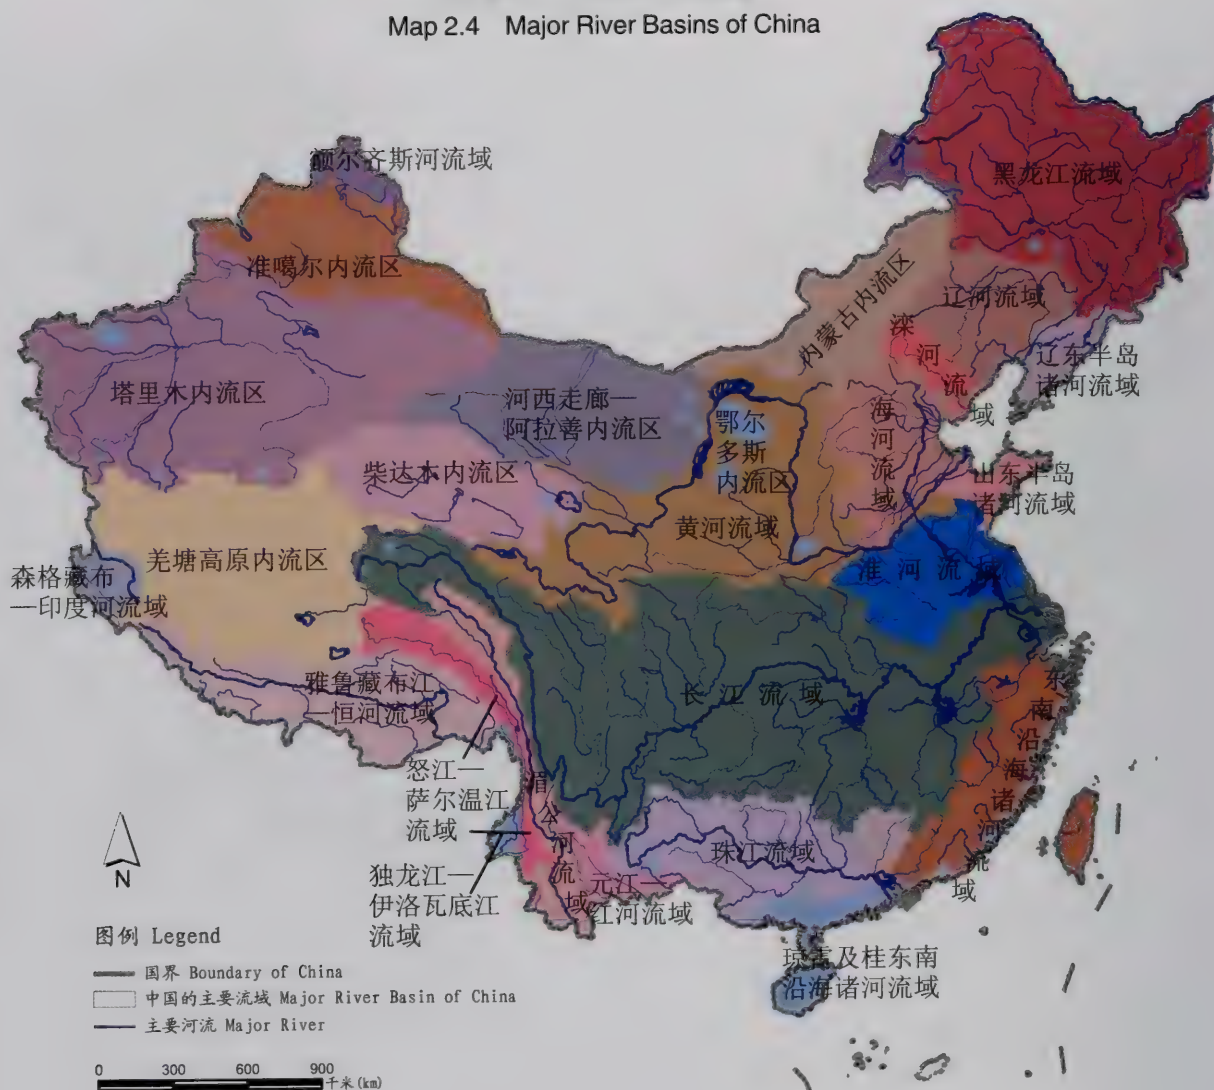 Map 2.4 Major River Basins of China
额尔齐斯河流域
黑龙江流域
准噶尔内流区
内蒙古内流区
辽河流域
滦河流域
辽东半岛
诸河流域
塔里木内流区
河西走廊—
阿拉善内流区
鄂尔
多斯
内流区
海河流域
柴达木内流区
山东半岛
诸河流域
黄河流域
羌塘高原内流区
森格藏布
—印度河流域
淮河流域
雅鲁藏布江
—恒河流域
长江流域
东南沿海诸河流域
怒江—
萨尔温江
流域
湄公河流域
珠江流域
独龙江—
伊洛瓦底江
流域
元江—
红河流域
琼雷及桂东南
沿海诸河流域
N
图例 Legend
国界 Boundary of China
中国的主要流域 Major River Basin of China
主要河流 Major River
0 300 600 900
千米(km)